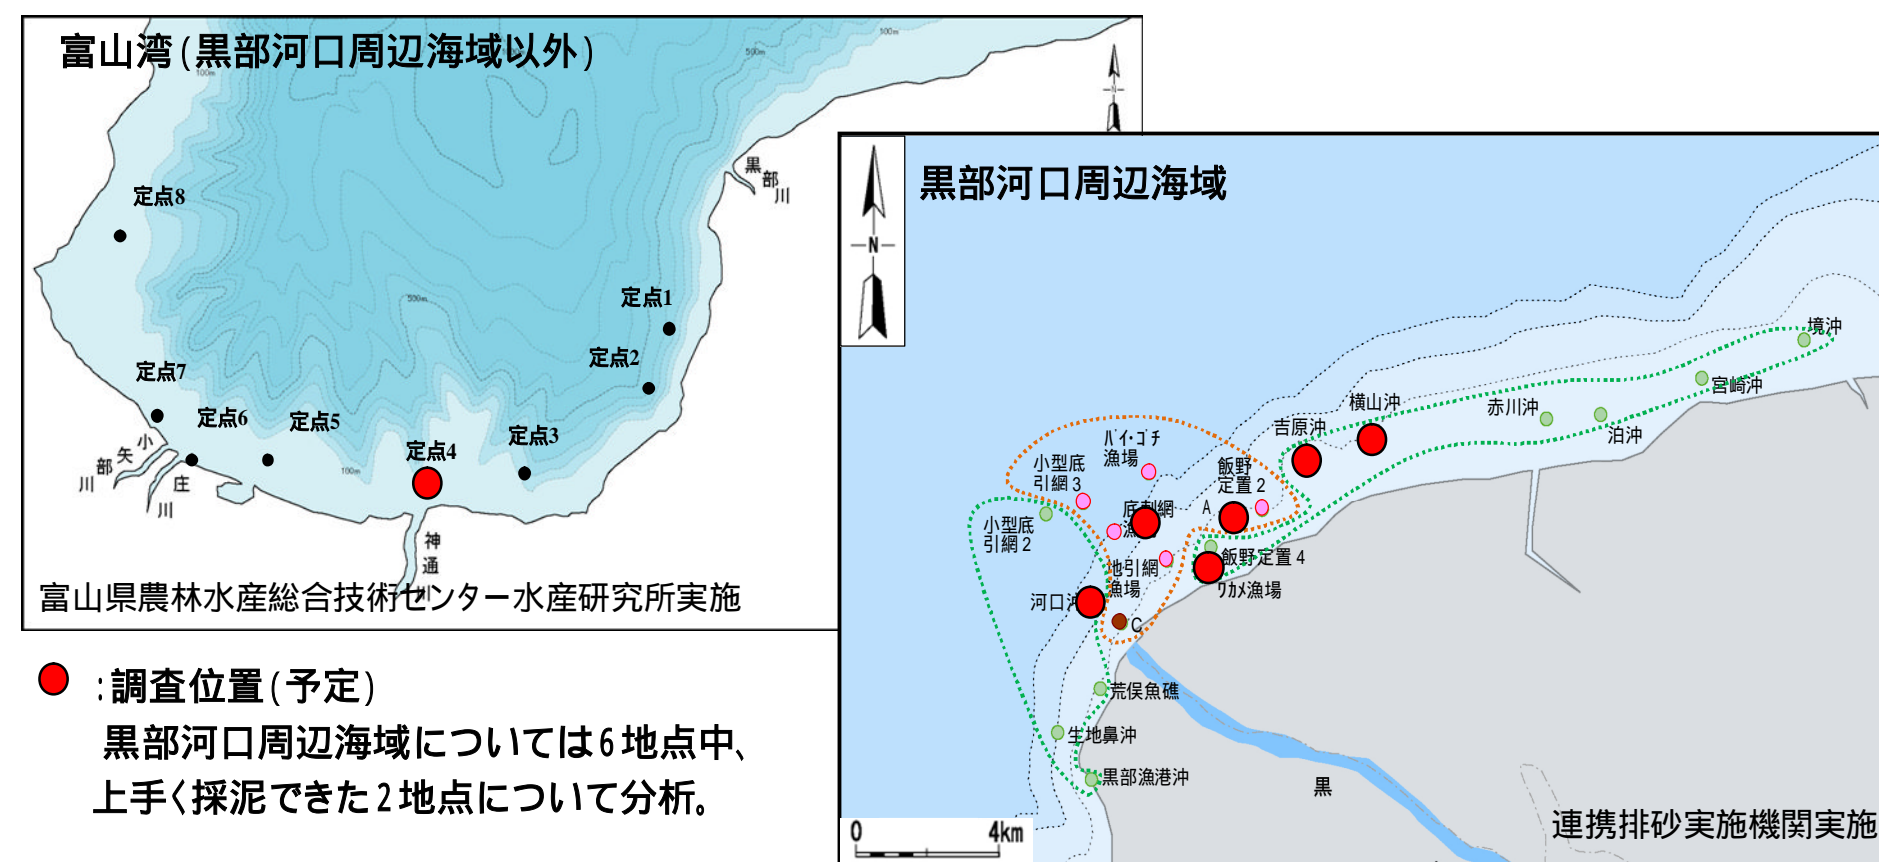 富山湾(黒部河口周辺海域以外)
100m
500m
100m
N
黒部川
定点8
定点1
500m
定点2
定点7
定点6
定点5
定点3
定点4
100m
小矢部川
庄川
神通川
富山県農林水産総合技術センター水産研究所実施
:調査位置(予定)
黒部河口周辺海域については6地点中、
上手く採泥できた2地点について分析。
N
黒部河口周辺海域
境沖
宮崎沖
横山沖
赤川沖
泊沖
吉原沖
バイ・ゴチ
漁場
小型底
引網3
飯野
定置2
A
底刺網
小型底
引網2
飯野定置4
地引網
漁場
ワカメ漁場
河口沖
C
荒俣魚礁
生地鼻沖
黒部漁港沖
黒
連携排砂実施機関実施
0
4km